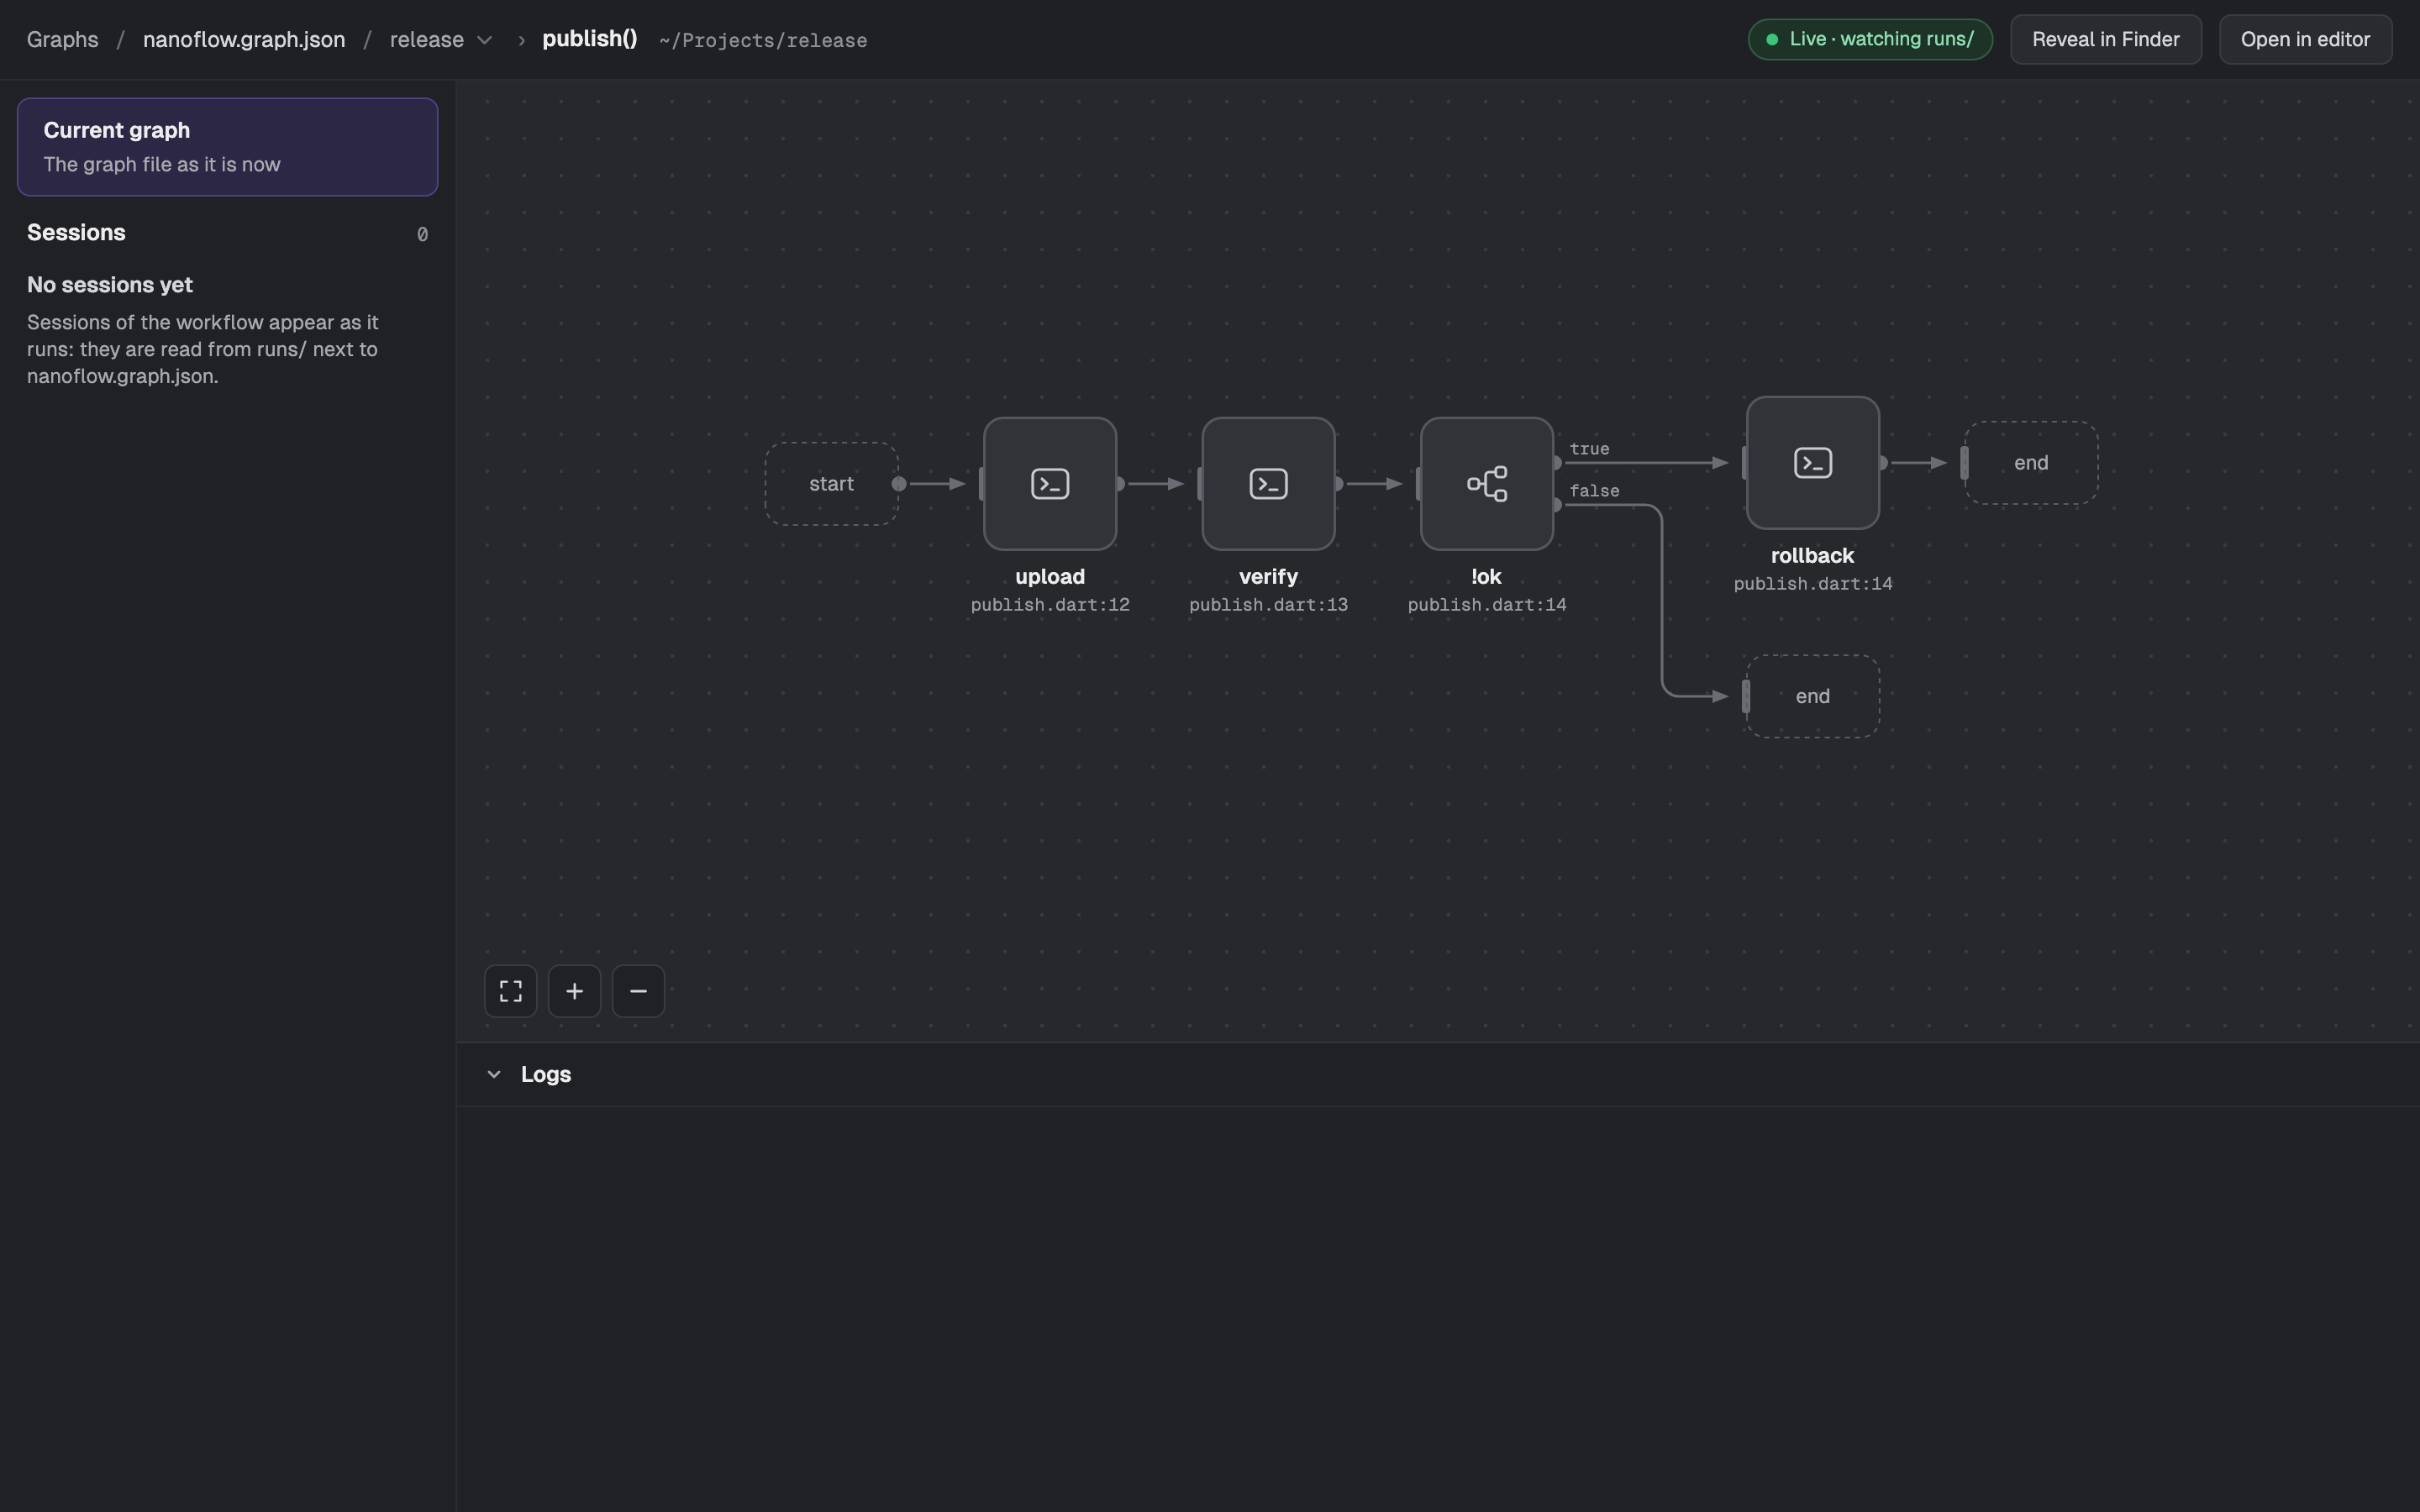 Graphs / nanoflow.graph.json / release › publish() ~/Projects/release
Live · watching runs/
Reveal in Finder
Open in editor
Current graph
The graph file as it is now
Sessions 0
No sessions yet
Sessions of the workflow appear as it
runs: they are read from runs/ next to
nanoflow.graph.json.
start
upload
publish.dart:12
verify
publish.dart:13
!ok
publish.dart:14
true
false
rollback
publish.dart:14
end
end
Logs